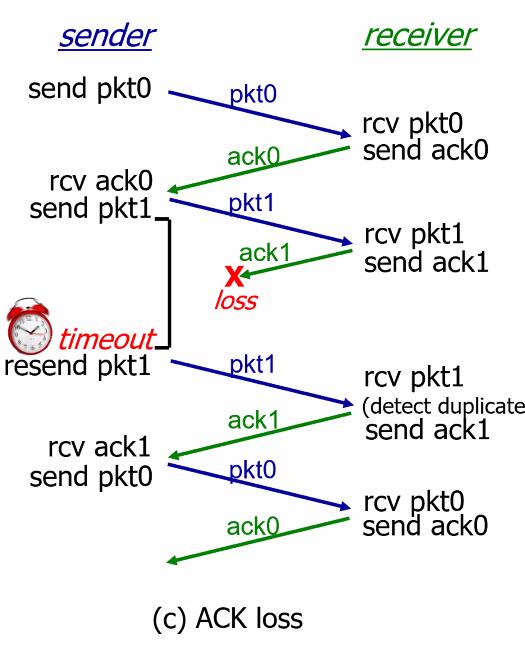 sender
receiver
send pkt0
pkt0
rcv pkt0
send ack0
ack0
rcv ack0
send pkt1
pkt1
rcv pkt1
send ack1
ack1
X
loss
timeout
resend pkt1
pkt1
rcv pkt1
(detect duplicate
send ack1
ack1
rcv ack1
send pkt0
pkt0
rcv pkt0
send ack0
ack0
(c) ACK loss